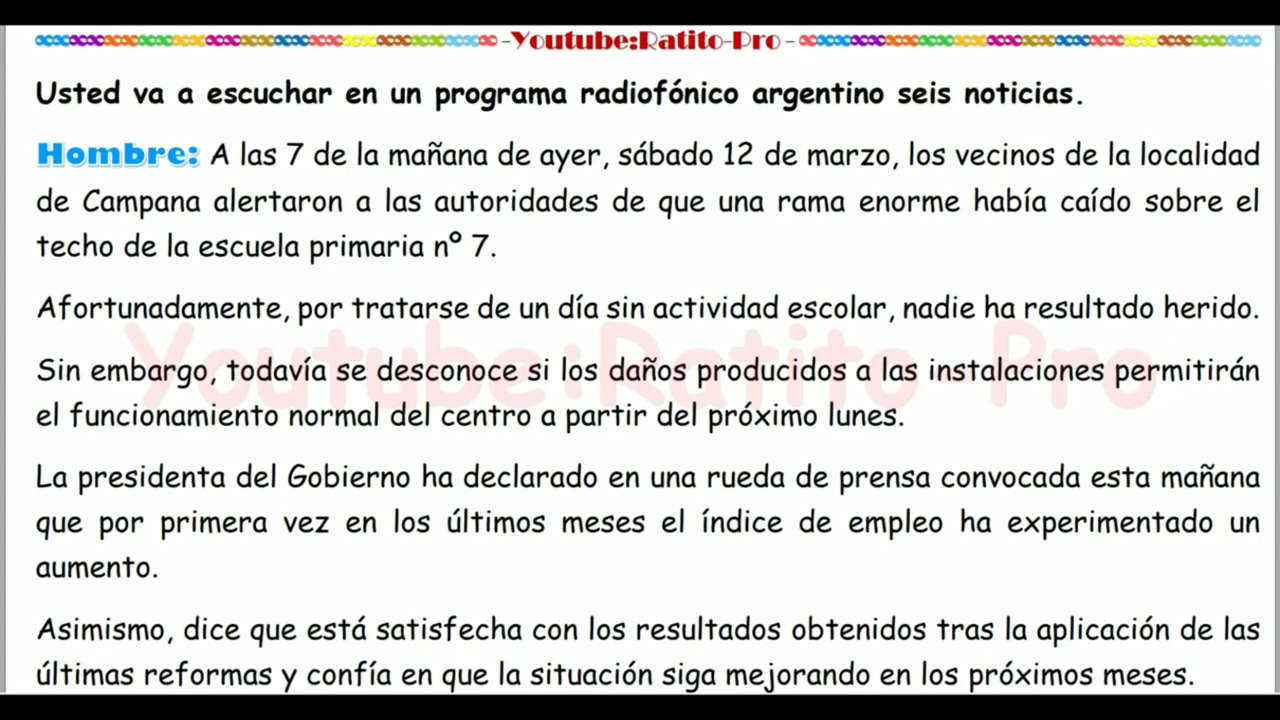 -Youtube:Ratito-Pro-
Usted va a escuchar en un programa radiofónico argentino seis noticias.
Hombre: A las 7 de la mañana de ayer, sábado 12 de marzo, los vecinos de la localidad
de Campana alertaron a las autoridades de que una rama enorme había caído sobre el
techo de la escuela primaria nº 7.
Afortunadamente, por tratarse de un día sin actividad escolar, nadie ha resultado herido.
Sin embargo, todavía se desconoce si los daños producidos a las instalaciones permitirán
el funcionamiento normal del centro a partir del próximo lunes.
Youtube:Ratito-Pro
La presidenta del Gobierno ha declarado en una rueda de prensa convocada esta mañana
que por primera vez en los últimos meses el índice de empleo ha experimentado un
aumento.
Asimismo, dice que está satisfecha con los resultados obtenidos tras la aplicación de las
últimas reformas y confía en que la situación siga mejorando en los próximos meses.